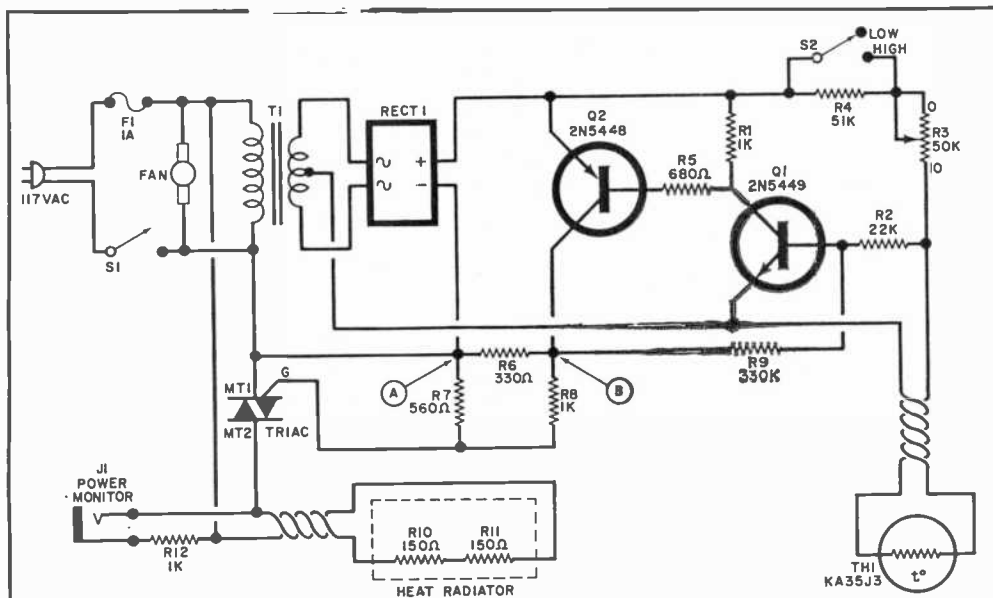 LOW
S2
HIGH
F1
1A
T1
RECT 1
Q2
2N5448
R4
51K
0
R1
1K
R3
50K
R5
680Ω
10
Q1
2N5449
FAN
∼
+
∼
−
117VAC
R2
22K
S1
R6
330Ω
R9
330K
G
A
B
MT1
R7
560Ω
R8
1K
MT2
TRIAC
J1
POWER
MONITOR
R10
150Ω
R11
150Ω
R12
1K
HEAT RADIATOR
TH1
KA35J3
t°